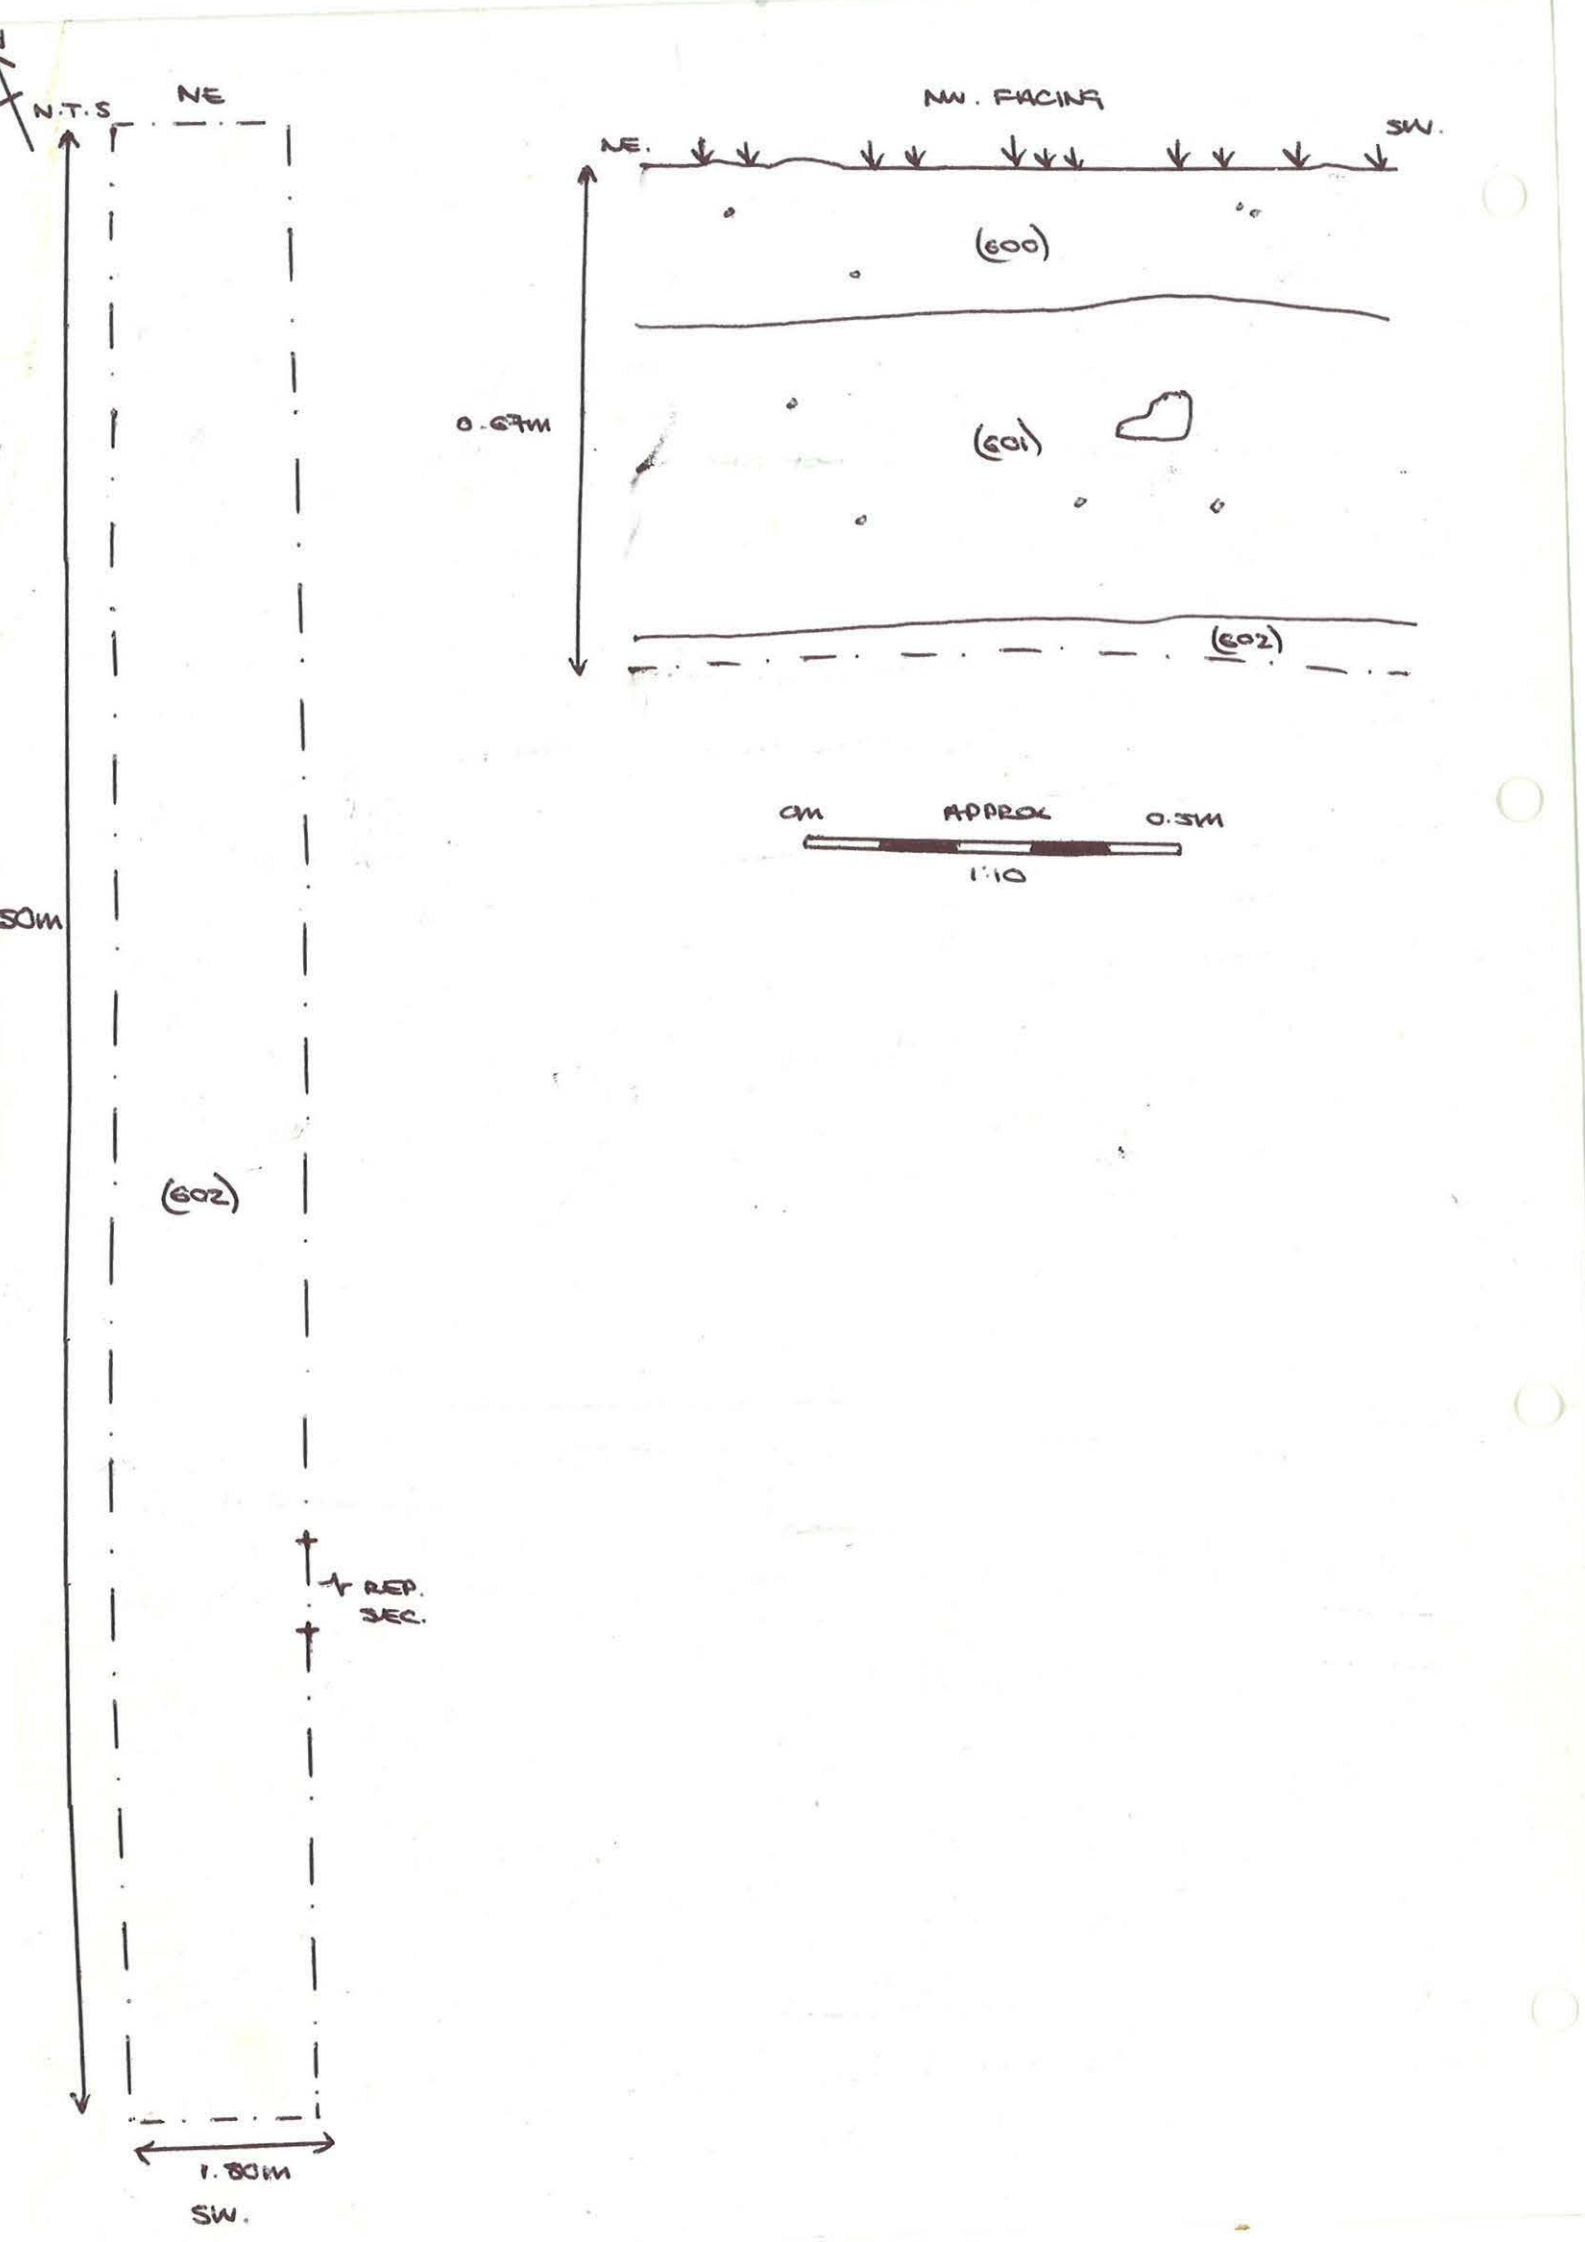 N.T.S
NE
50m
(602)
REP.
SEC.
1.80m
SW.
NW. FACING
NE.
SW.
(600)
0.67m
(601)
(602)
0m APPROX 0.5m
1:10